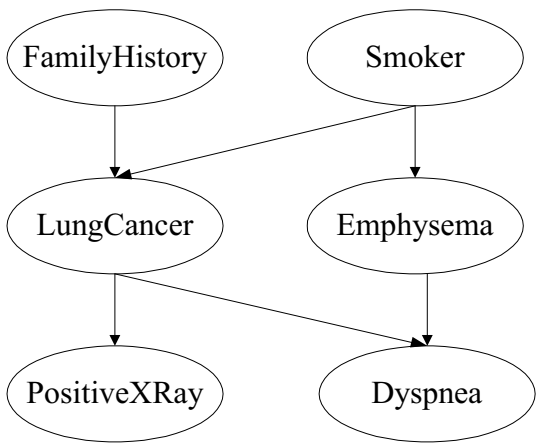 FamilyHistory
Smoker
LungCancer
Emphysema
PositiveXRay
Dyspnea